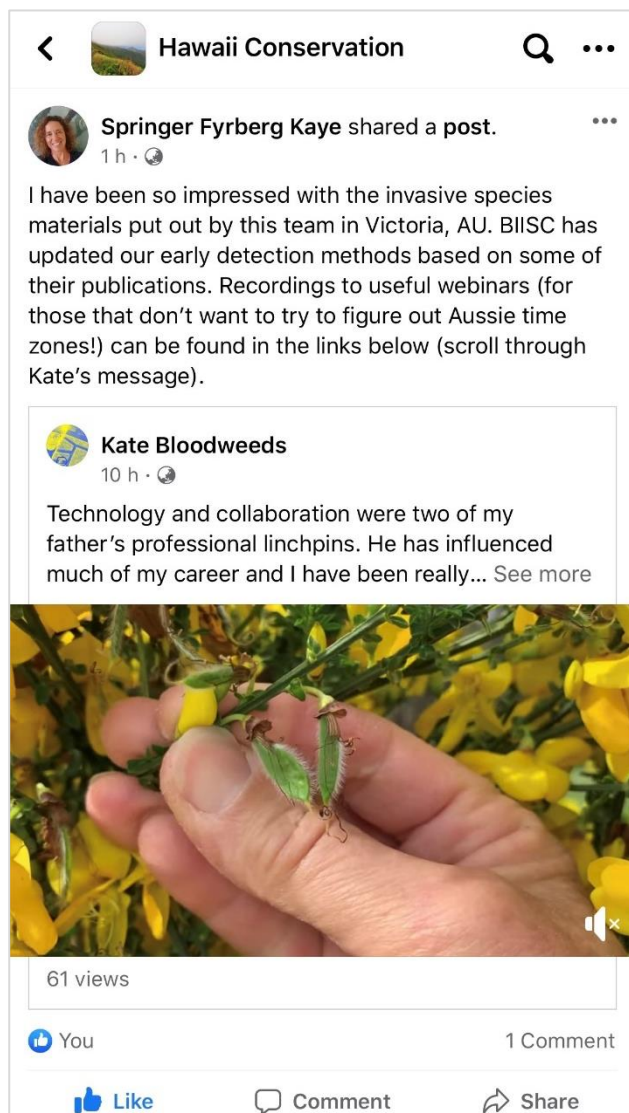 Hawaii Conservation
Springer Fyrberg Kaye shared a post.
1 h ·
I have been so impressed with the invasive species
materials put out by this team in Victoria, AU. BIISC has
updated our early detection methods based on some of
their publications. Recordings to useful webinars (for
those that don't want to try to figure out Aussie time
zones!) can be found in the links below (scroll through
Kate's message).
Kate Bloodweeds
10 h ·
Technology and collaboration were two of my
father's professional linchpins. He has influenced
much of my career and I have been really... See more
61 views
You
1 Comment
Like
Comment
Share